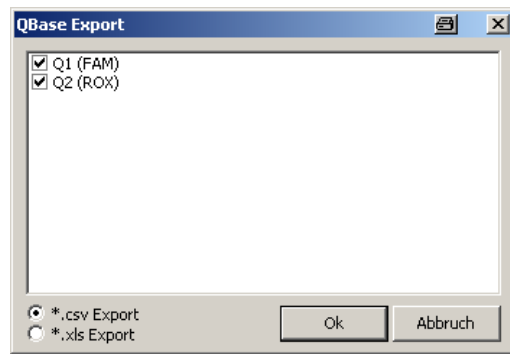 QBase Export
Q1 (FAM)
Q2 (ROX)
*.csv Export
*.xls Export
Ok
Abbruch